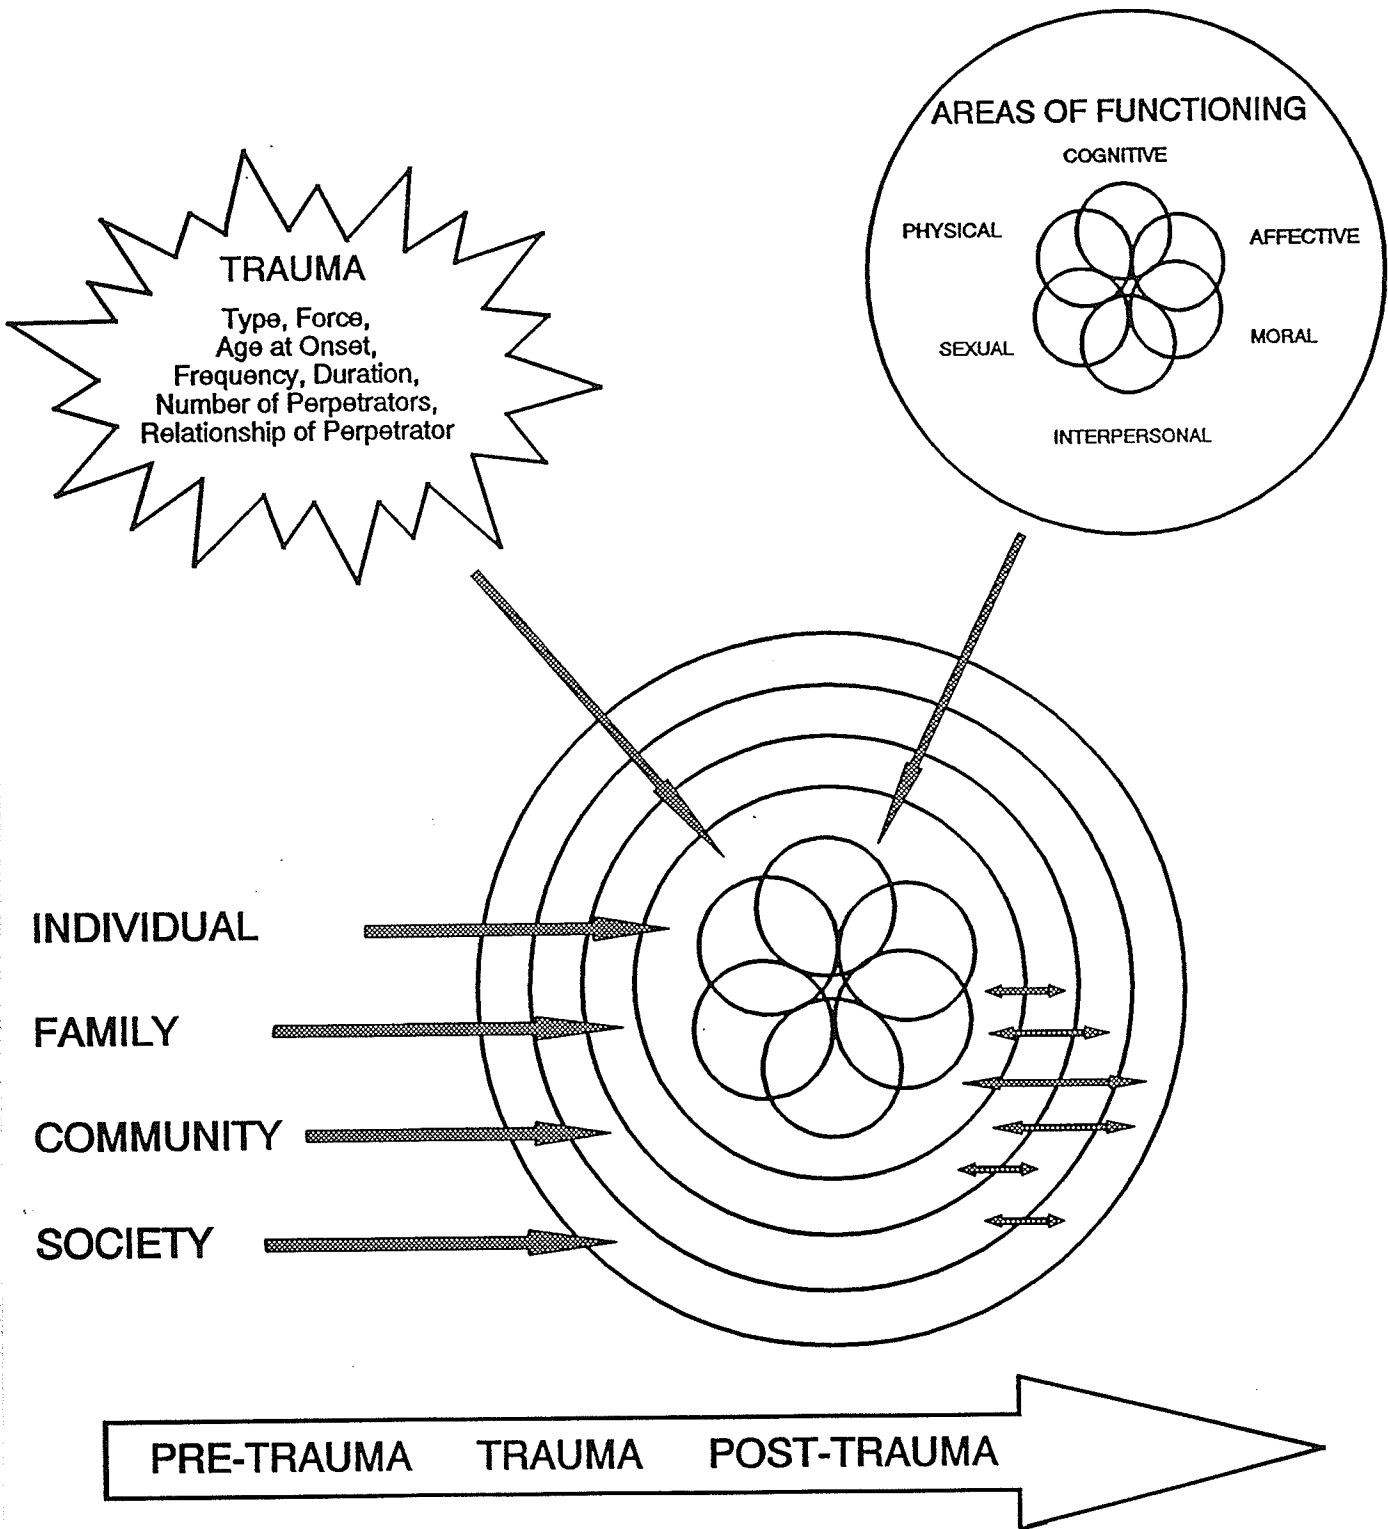 AREAS OF FUNCTIONING
COGNITIVE
PHYSICAL
AFFECTIVE
SEXUAL
MORAL
INTERPERSONAL
TRAUMA
Type, Force,
Age at Onset,
Frequency, Duration,
Number of Perpetrators,
Relationship of Perpetrator
INDIVIDUAL
FAMILY
COMMUNITY
SOCIETY
PRE-TRAUMA TRAUMA POST-TRAUMA